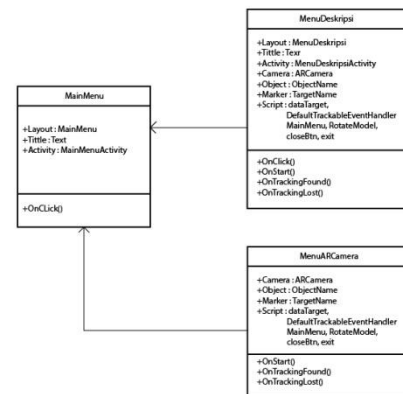 MainMenu
+Layout : MainMenu
+Tittle : Text
+Activity : MainMenuActivity
+OnCLick()
MenuDeskripsi
+Layout : MenuDeskripsi
+Tittle : Texr
+Activity : MenuDeskripsiActivity
+Camera : ARCamera
+Object : ObjectName
+Marker : TargetName
+Script : dataTarget,
DefaultTrackableEventHandler
MainMenu, RotateModel,
closeBtn, exit
+OnClick()
+OnStart()
+OnTrackingFound()
+OnTrackingLost()
MenuARCamera
+Camera : ARCamera
+Object : ObjectName
+Marker : TargetName
+Script : dataTarget,
DefaultTrackableEventHandler
MainMenu, RotateModel,
closeBtn, exit
+OnStart()
+OnTrackingFound()
+OnTrackingLost()